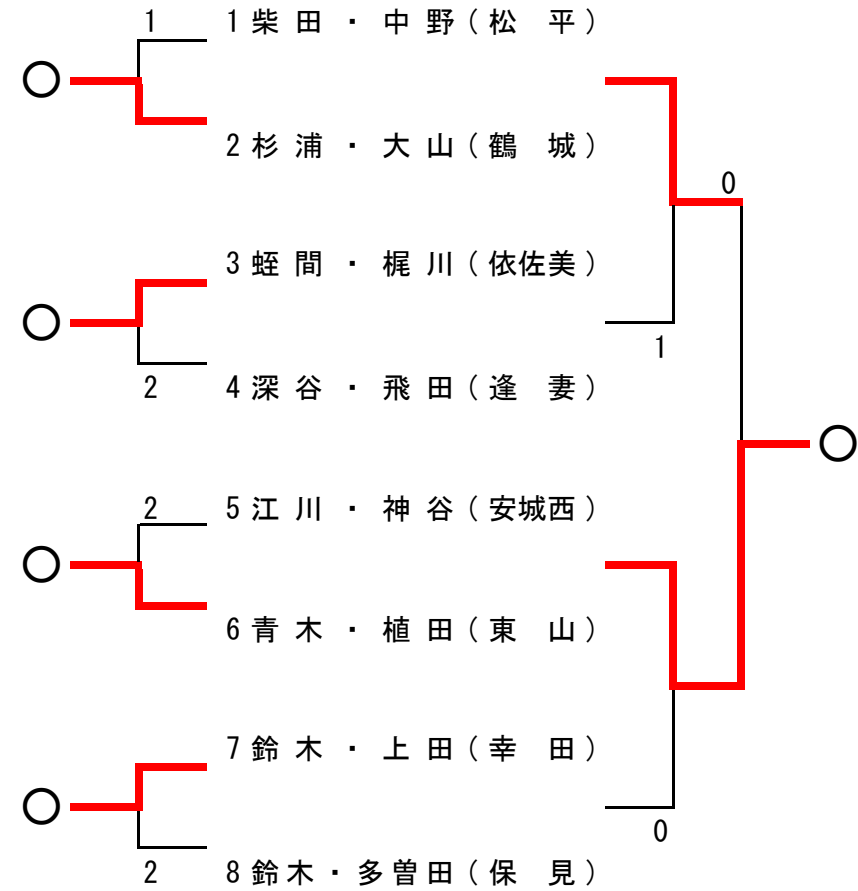 1
1 柴田・中野(松 平)
2 杉浦・大山(鶴 城)
0
3 蛭間・梶川(依佐美)
1
2
4 深谷・飛田(逢 妻)
2
5 江川・神谷(安城西)
6 青木・植田(東 山)
7 鈴木・上田(幸 田)
0
2
8 鈴木・多曽田(保 見)